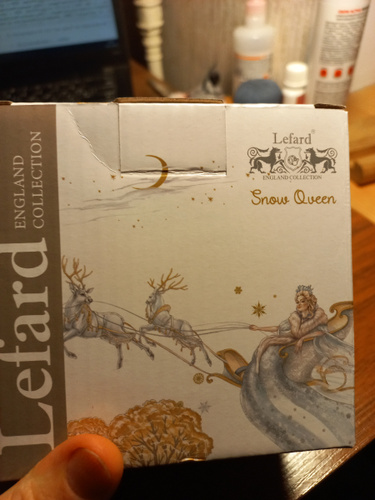 Lefard®
ENGLAND COLLECTION
Snow Queen
Lefard
ENGLAND
COLLECTION